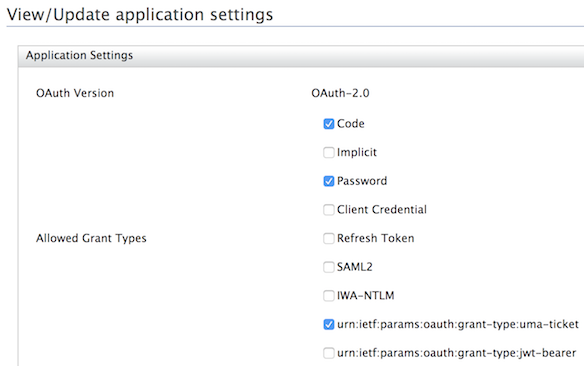 View/Update application settings
Application Settings
OAuth Version OAuth-2.0
Code
Implicit
Password
Client Credential
Allowed Grant Types Refresh Token
SAML2
IWA-NTLM
urn:ietf:params:oauth:grant-type:uma-ticket
urn:ietf:params:oauth:grant-type:jwt-bearer